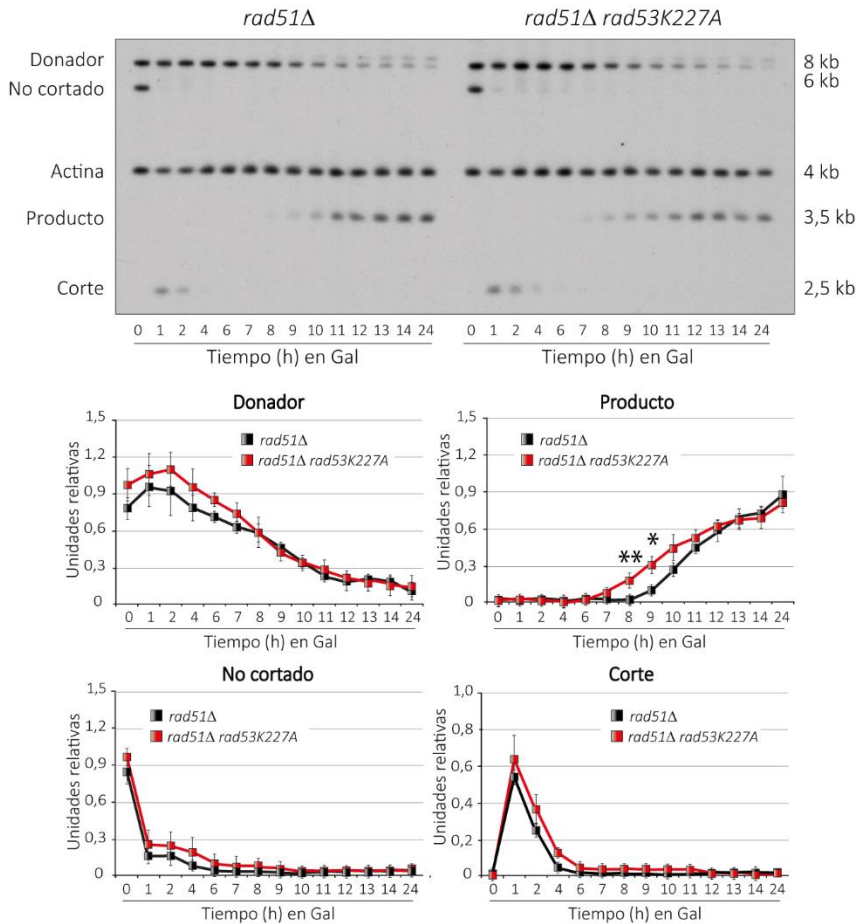 rad51Δ rad51Δ rad53K227A
Donador 8 kb
No cortado 6 kb
Actina 4 kb
Producto 3,5 kb
Corte 2,5 kb
0 1 2 4 6 7 8 9 10 11 12 13 14 24 0 1 2 4 6 7 8 9 10 11 12 13 14 24
Tiempo (h) en Gal Tiempo (h) en Gal
Donador
Unidades relativas
1,5
1,2
0,9
0,6
0,3
0
rad51Δ
rad51Δ rad53K227A
0 1 2 4 6 7 8 9 10 11 12 13 14 24
Tiempo (h) en Gal
Producto
Unidades relativas
1,5
1,2
0,9
0,6
0,3
0
rad51Δ
rad51Δ rad53K227A
** *
0 1 2 4 6 7 8 9 10 11 12 13 14 24
Tiempo (h) en Gal
No cortado
Unidades relativas
1,5
1,2
0,9
0,6
0,3
0
rad51Δ
rad51Δ rad53K227A
0 1 2 4 6 7 8 9 10 11 12 13 14 24
Tiempo (h) en Gal
Corte
Unidades relativas
1,0
0,8
0,6
0,4
0,2
0
rad51Δ
rad51Δ rad53K227A
0 1 2 4 6 7 8 9 10 11 12 13 14 24
Tiempo (h) en Gal